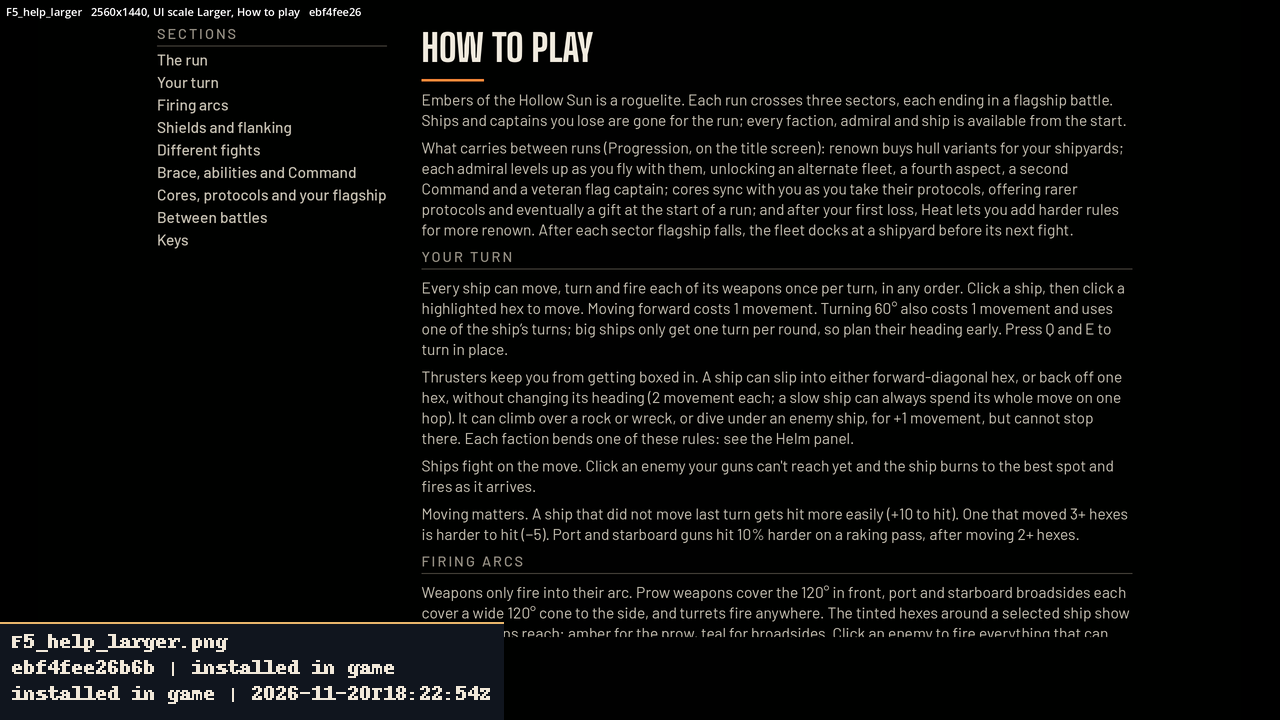 F5_help_larger 2560x1440, UI scale Larger, How to play ebf4fee26
SECTIONS
The run
Your turn
Firing arcs
Shields and flanking
Different fights
Brace, abilities and Command
Cores, protocols and your flagship
Between battles
Keys
HOW TO PLAY
Embers of the Hollow Sun is a roguelite. Each run crosses three sectors, each ending in a flagship battle.
Ships and captains you lose are gone for the run; every faction, admiral and ship is available from the start.
What carries between runs (Progression, on the title screen): renown buys hull variants for your shipyards;
each admiral levels up as you fly with them, unlocking an alternate fleet, a fourth aspect, a second
Command and a veteran flag captain; cores sync with you as you take their protocols, offering rarer
protocols and eventually a gift at the start of a run; and after your first loss, Heat lets you add harder rules
for more renown. After each sector flagship falls, the fleet docks at a shipyard before its next fight.
YOUR TURN
Every ship can move, turn and fire each of its weapons once per turn, in any order. Click a ship, then click a
highlighted hex to move. Moving forward costs 1 movement. Turning 60° also costs 1 movement and uses
one of the ship's turns; big ships only get one turn per round, so plan their heading early. Press Q and E to
turn in place.
Thrusters keep you from getting boxed in. A ship can slip into either forward-diagonal hex, or back off one
hex, without changing its heading (2 movement each; a slow ship can always spend its whole move on one
hop). It can climb over a rock or wreck, or dive under an enemy ship, for +1 movement, but cannot stop
there. Each faction bends one of these rules: see the Helm panel.
Ships fight on the move. Click an enemy your guns can't reach yet and the ship burns to the best spot and
fires as it arrives.
Moving matters. A ship that did not move last turn gets hit more easily (+10 to hit). One that moved 3+ hexes
is harder to hit (−5). Port and starboard guns hit 10% harder on a raking pass, after moving 2+ hexes.
FIRING ARCS
Weapons only fire into their arc. Prow weapons cover the 120° in front, port and starboard broadsides each
cover a wide 120° cone to the side, and turrets fire anywhere. The tinted hexes around a selected ship show
reach: amber for the prow, teal for broadsides. Click an enemy to fire everything that can
F5_help_larger.png
ebf4fee26b6b | installed in game
installed in game | 2026-11-20T18:22:54Z